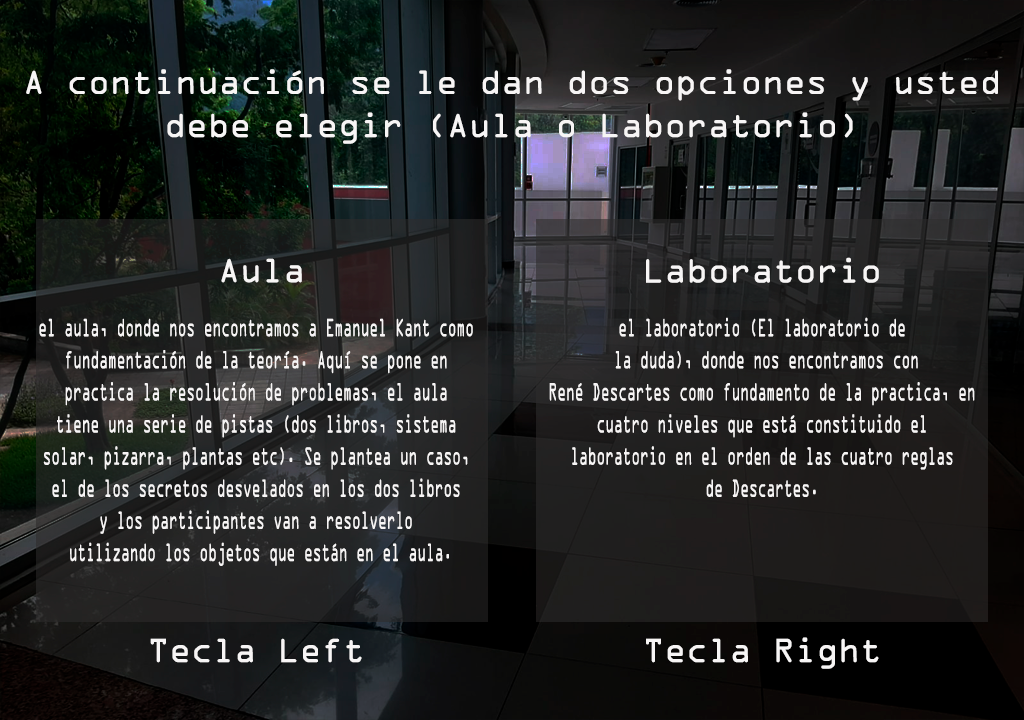 A continuación se le dan dos opciones y usted
debe elegir (Aula o Laboratorio)
Aula
el aula, donde nos encontramos a Emanuel Kant como
fundamentación de la teoría. Aquí se pone en
practica la resolución de problemas, el aula
tiene una serie de pistas (dos libros, sistema
solar, pizarra, plantas etc). Se plantea un caso,
el de los secretos desvelados en los dos libros
y los participantes van a resolverlo
utilizando los objetos que están en el aula.
Tecla Left
Laboratorio
el laboratorio (El laboratorio de
la duda), donde nos encontramos con
René Descartes como fundamento de la practica, en
cuatro niveles que está constituido el
laboratorio en el orden de las cuatro reglas
de Descartes.
Tecla Right